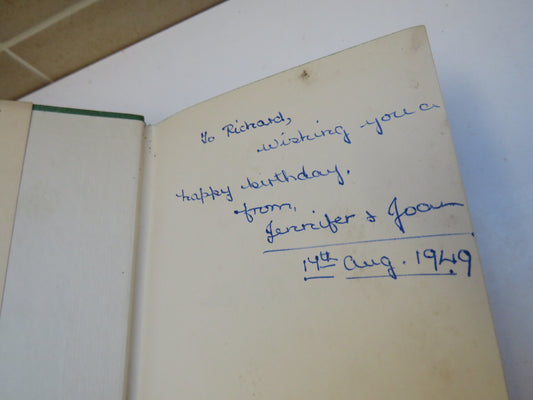 To Richard,
wishing you a
happy birthday.
from,
Jennifer & Joan
14th Aug. 1949